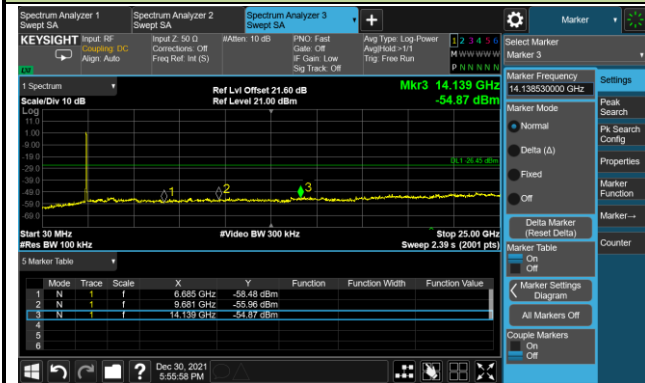 Spectrum Analyzer 1 Swept SA
Spectrum Analyzer 2 Swept SA
Spectrum Analyzer 3 Swept SA
KEYSIGHT
Input: RF
Coupling: DC
Align: Auto
Input Z: 50 Ω
Corrections: Off
Freq Ref: Int (S)
#Atten: 10 dB
PNO: Fast
Gate: Off
IF Gain: Low
Sig Track: Off
Avg Type: Log-Power
Avg|Hold:>1/1
Trig: Free Run
1 2 3 4 5 6
M W W W W W
P N N N N N
1 Spectrum
Scale/Div 10 dB
Log
Ref Lvl Offset 21.60 dB
Ref Level 21.00 dBm
Mkr3 14.139 GHz
-54.87 dBm
11.0
1.00
-9.00
-19.0
-29.0
-39.0
-49.0
-59.0
-69.0
DL1 -26.45 dBm
1
2
3
Start 30 MHz
#Res BW 100 kHz
#Video BW 300 kHz
Stop 25.00 GHz
Sweep 2.39 s (2001 pts)
5 Marker Table
Mode Trace Scale X Y Function Function Width Function Value
1 N 1 f 6.685 GHz -58.48 dBm
2 N 1 f 9.681 GHz -55.96 dBm
3 N 1 f 14.139 GHz -54.87 dBm
4
5
6
Dec 30, 2021
5:55:58 PM
Marker
Select Marker
Marker 3
Marker Frequency
14.138530000 GHz
Marker Mode
Normal
Delta (Δ)
Fixed
Off
Delta Marker
(Reset Delta)
Marker Table
On
Off
Marker Settings
Diagram
All Markers Off
Couple Markers
On
Off
Settings
Peak
Search
Pk Search
Config
Properties
Marker
Function
Marker→
Counter